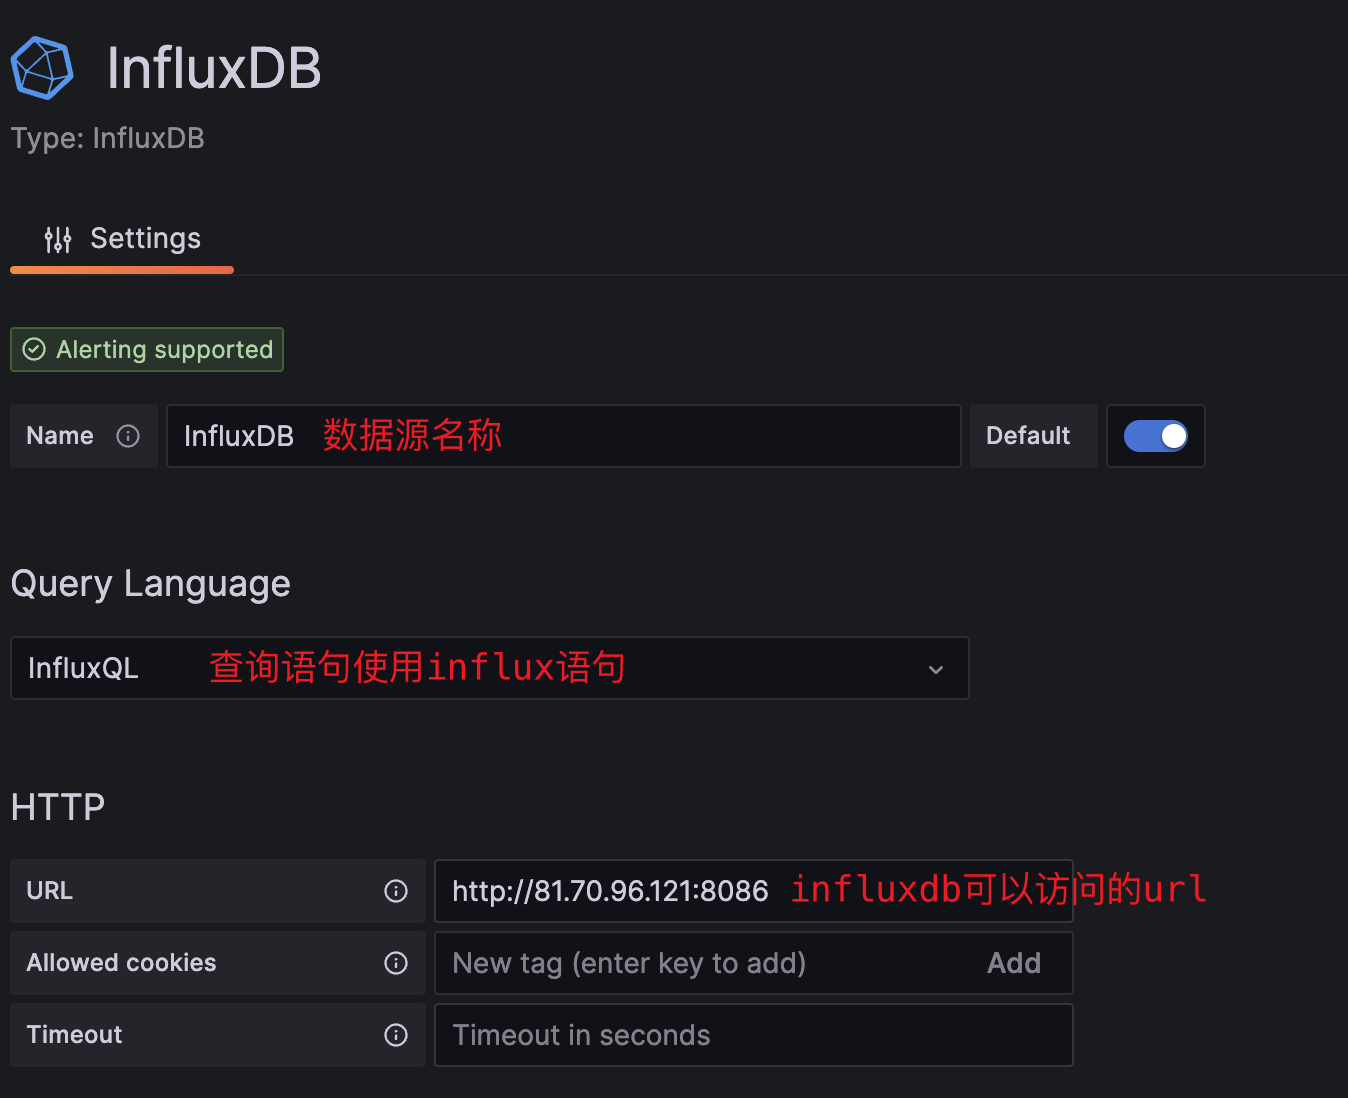 InfluxDB
Type: InfluxDB
Settings
Alerting supported
Name InfluxDB 数据源名称 Default
Query Language
InfluxQL 查询语句使用influx语句
HTTP
URL http://81.70.96.121:8086 influxdb可以访问的url
Allowed cookies New tag (enter key to add) Add
Timeout Timeout in seconds